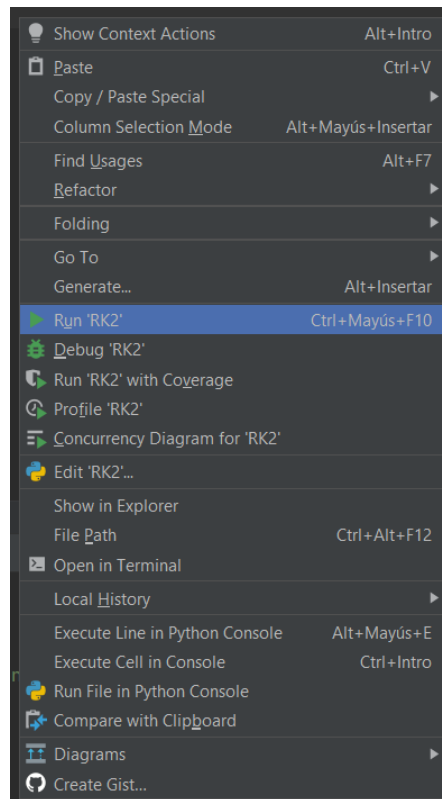 Show Context Actions Alt+Intro
Paste Ctrl+V
Copy / Paste Special
Column Selection Mode Alt+Mayús+Insertar
Find Usages Alt+F7
Refactor
Folding
Go To
Generate... Alt+Insertar
Run 'RK2' Ctrl+Mayús+F10
Debug 'RK2'
Run 'RK2' with Coverage
Profile 'RK2'
Concurrency Diagram for 'RK2'
Edit 'RK2'...
Show in Explorer
File Path Ctrl+Alt+F12
Open in Terminal
Local History
Execute Line in Python Console Alt+Mayús+E
Execute Cell in Console Ctrl+Intro
Run File in Python Console
Compare with Clipboard
Diagrams
Create Gist...